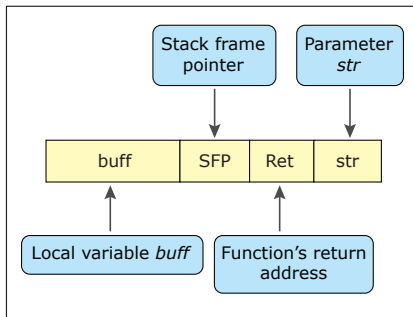 Stack frame
pointer
Parameter
str
buff
SFP
Ret
str
Local variable buff
Function's return
address